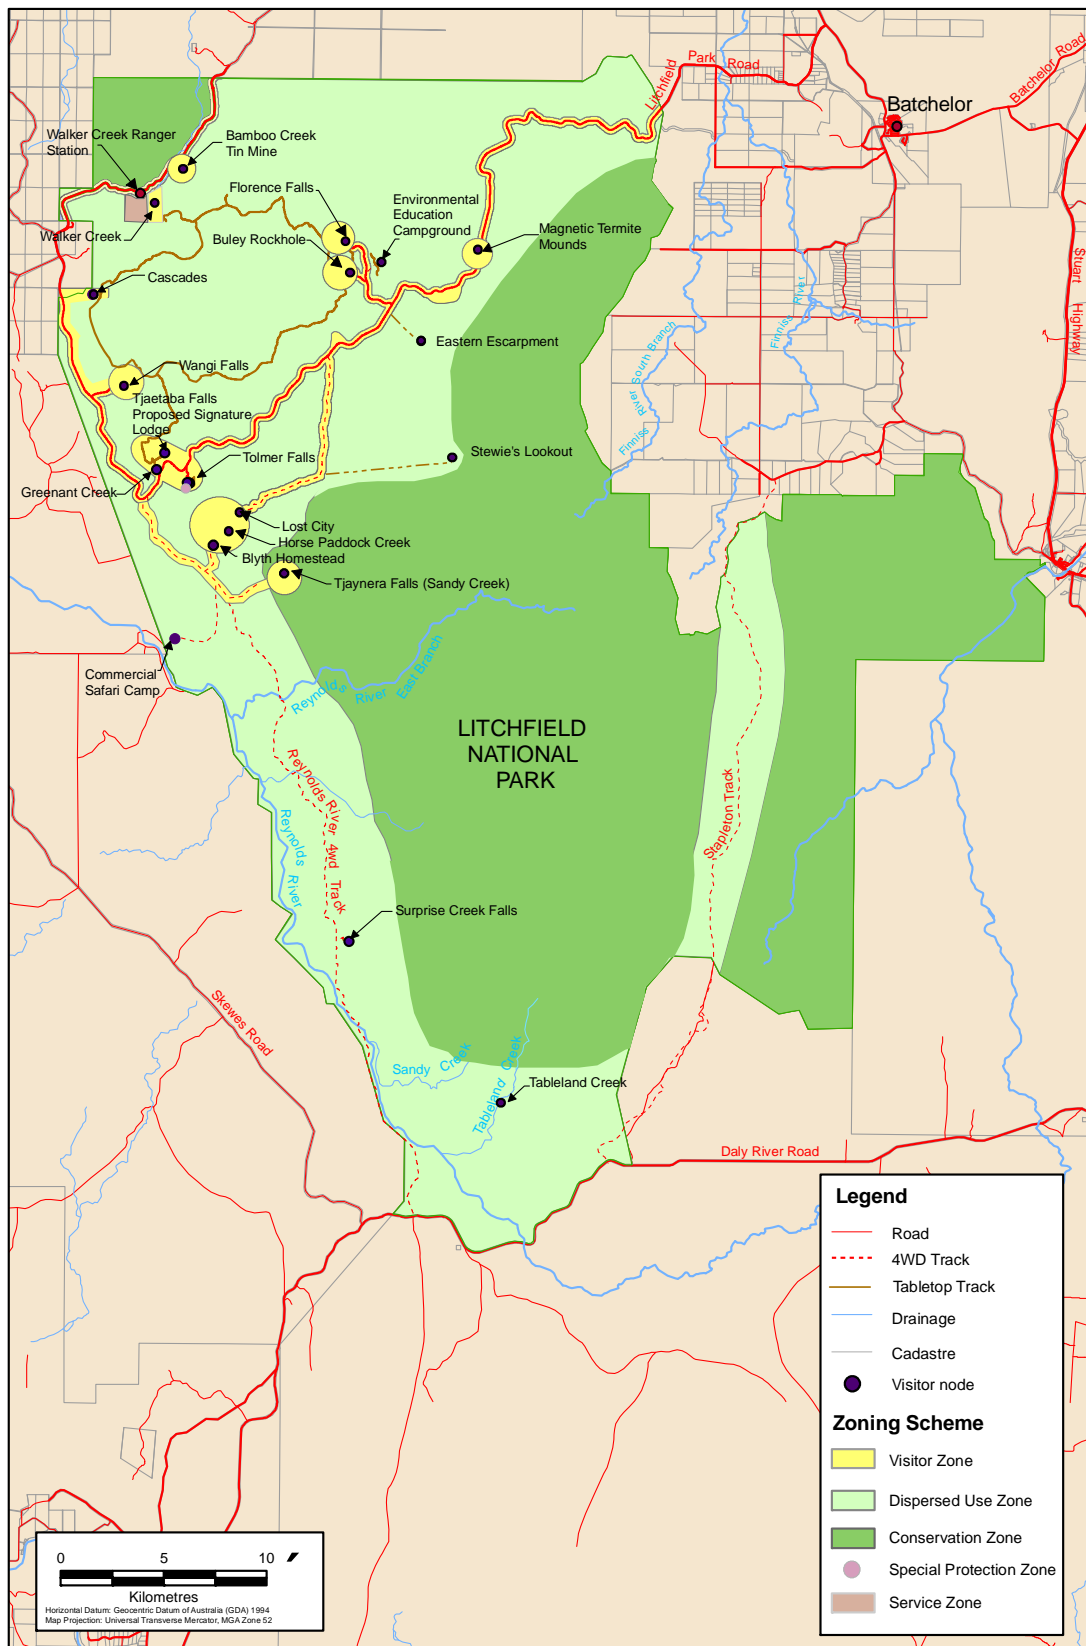 Litchfield
Park Road
Batchelor Road
Batchelor
Walker Creek Ranger
Station
Bamboo Creek
Tin Mine
Florence Falls
Environmental
Education
Campground
Walker Creek
Buley Rockhole
Magnetic Termite
Mounds
Cascades
Stuart Highway
Finniss River
Finniss River South Branch
Eastern Escarpment
Wangi Falls
Tjaetaba Falls
Proposed Signature
Lodge
Tolmer Falls
Stewie's Lookout
Greenant Creek
Lost City
Horse Paddock Creek
Blyth Homestead
Tjaynera Falls (Sandy Creek)
Commercial
Safari Camp
Reynolds River East Branch
LITCHFIELD
NATIONAL
PARK
Reynolds River 4wd Track
Reynolds River
Stapleton Track
Surprise Creek Falls
Skewes Road
Sandy Creek
Tableland Creek
Tableland Creek
Daly River Road
Legend
Road
4WD Track
Tabletop Track
Drainage
Cadastre
Visitor node
Zoning Scheme
Visitor Zone
Dispersed Use Zone
Conservation Zone
Special Protection Zone
Service Zone
0 5 10
Kilometres
Horizontal Datum: Geocentric Datum of Australia (GDA) 1994
Map Projection: Universal Transverse Mercator, MGA Zone 52